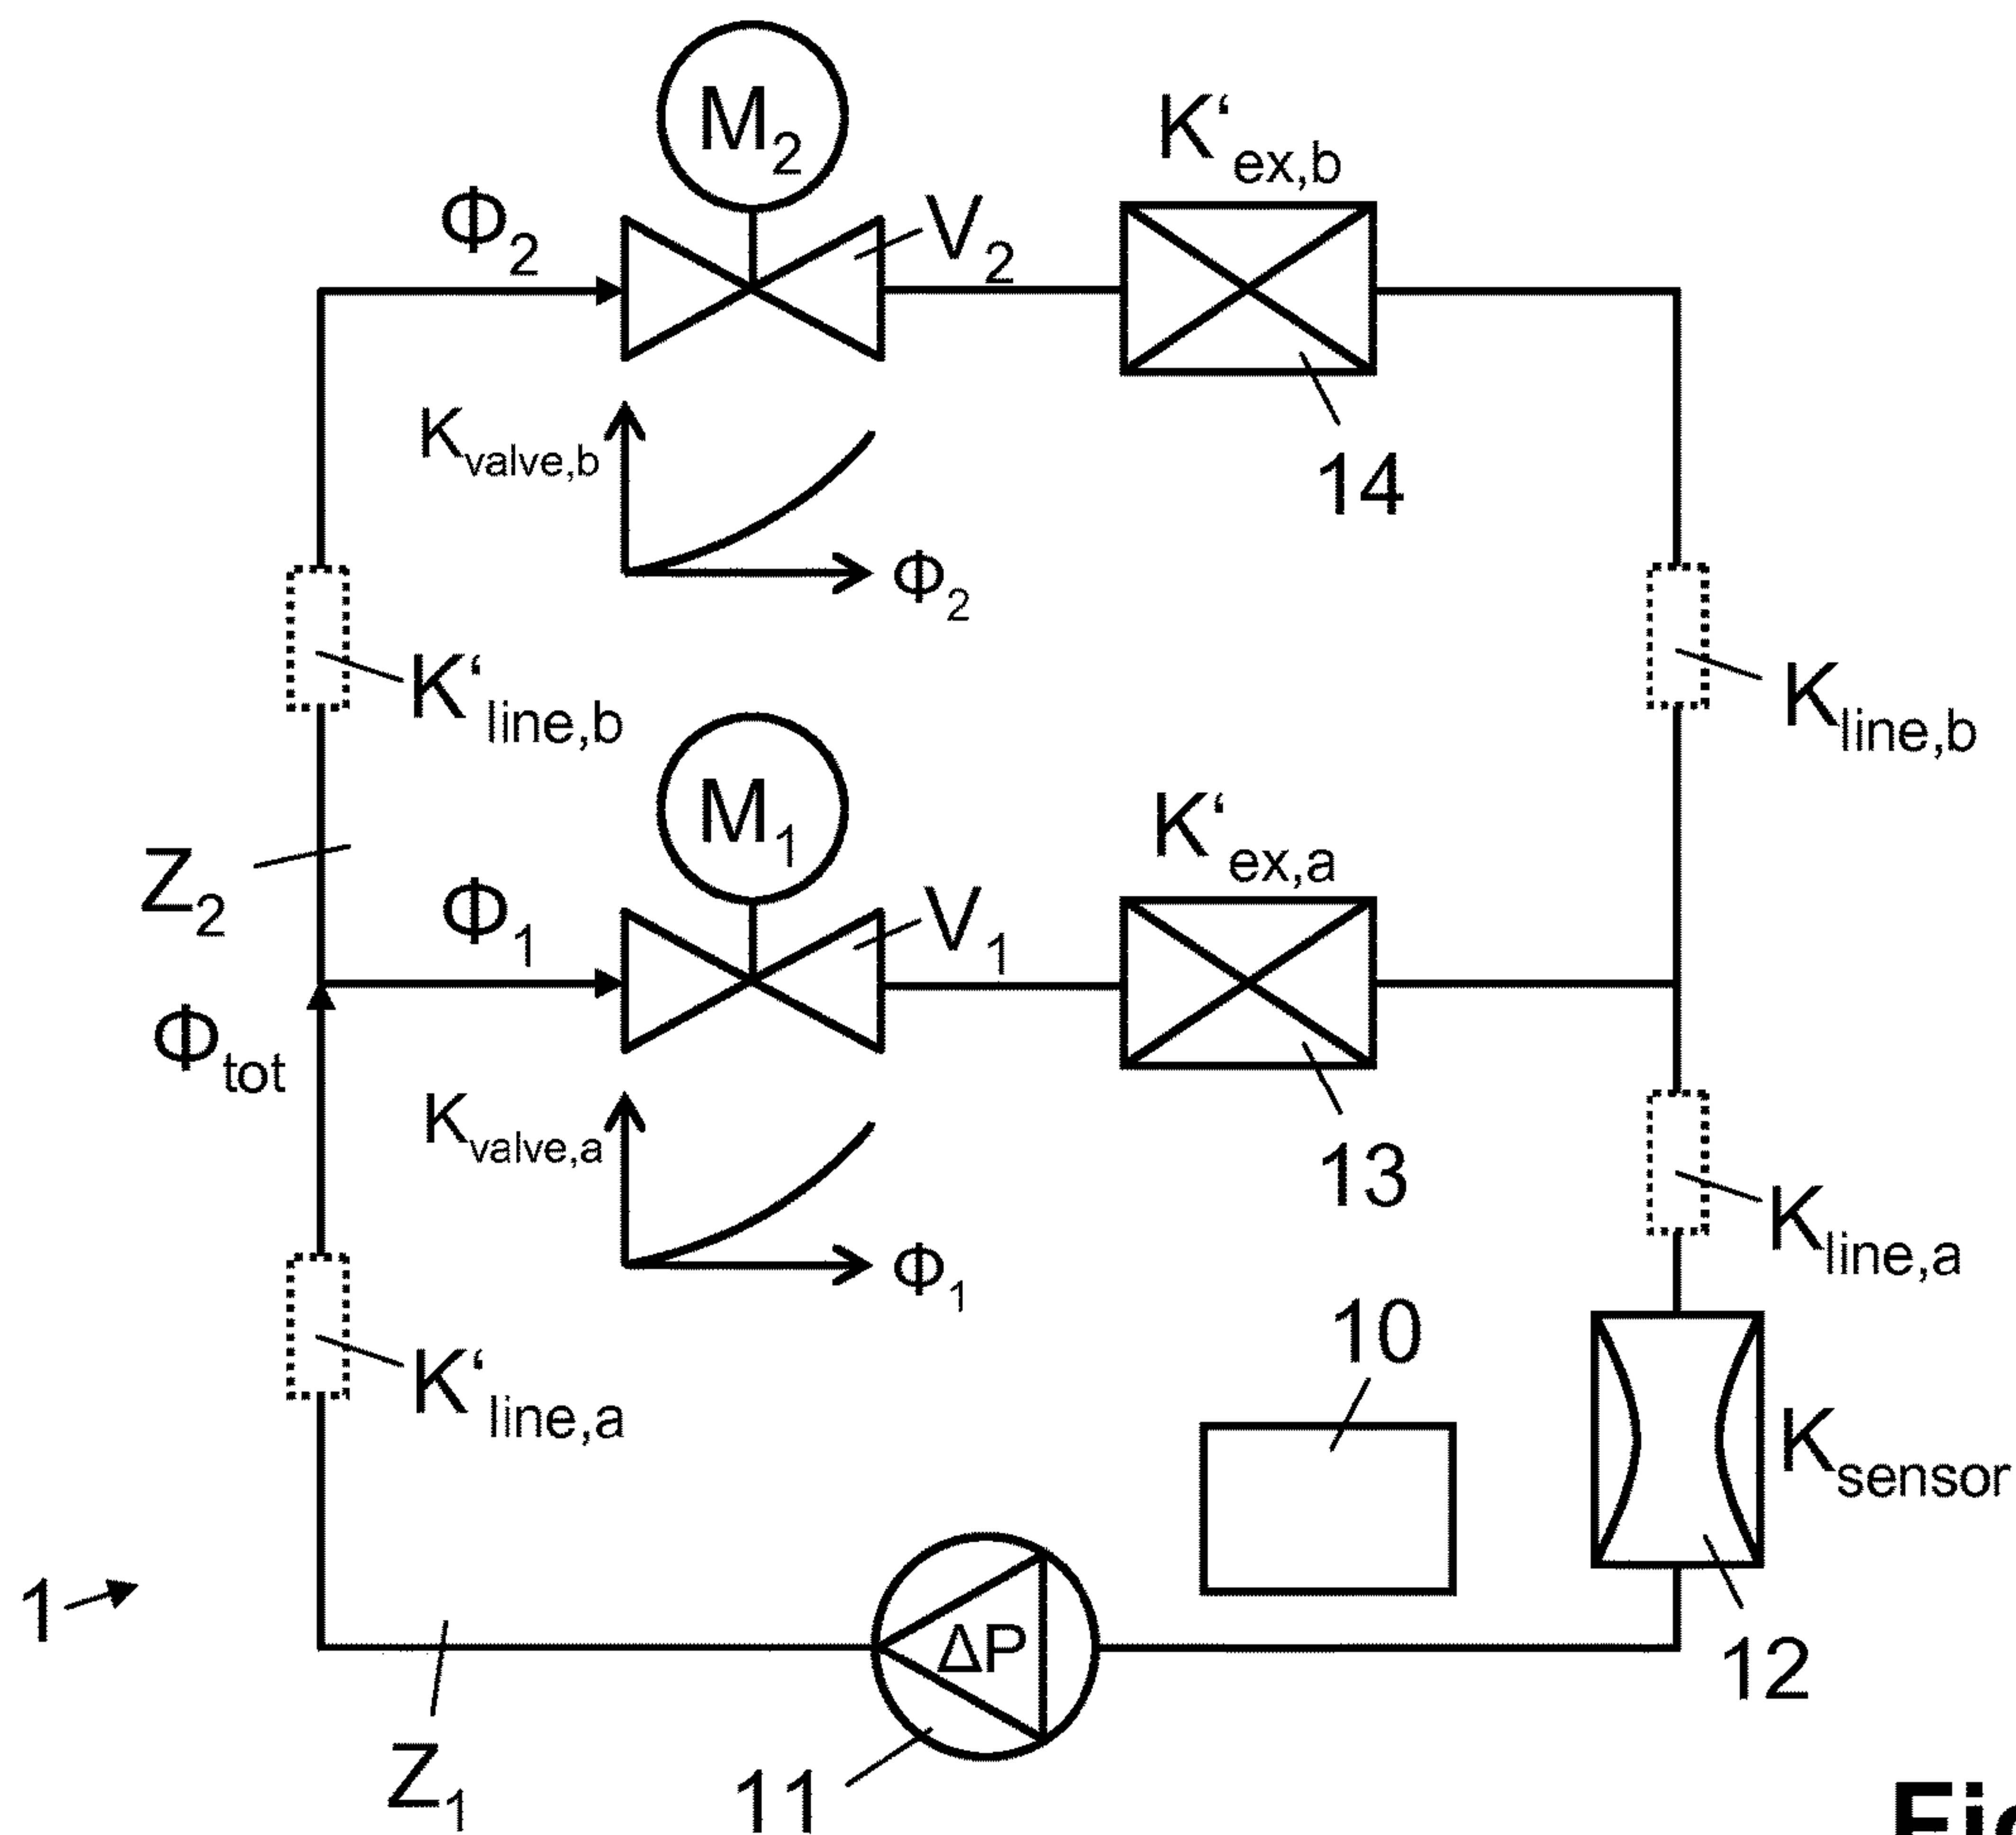 M₂
K‘ex,b
Φ₂
V₂
Kvalve,b
14
Φ₂
K‘line,b
Kline,b
M₁
K‘ex,a
Z₂
Φ₁
V₁
Φtot
Kvalve,a
13
Kline,a
Φ₁
10
K‘line,a
Ksensor
1
ΔP
12
Z₁
11